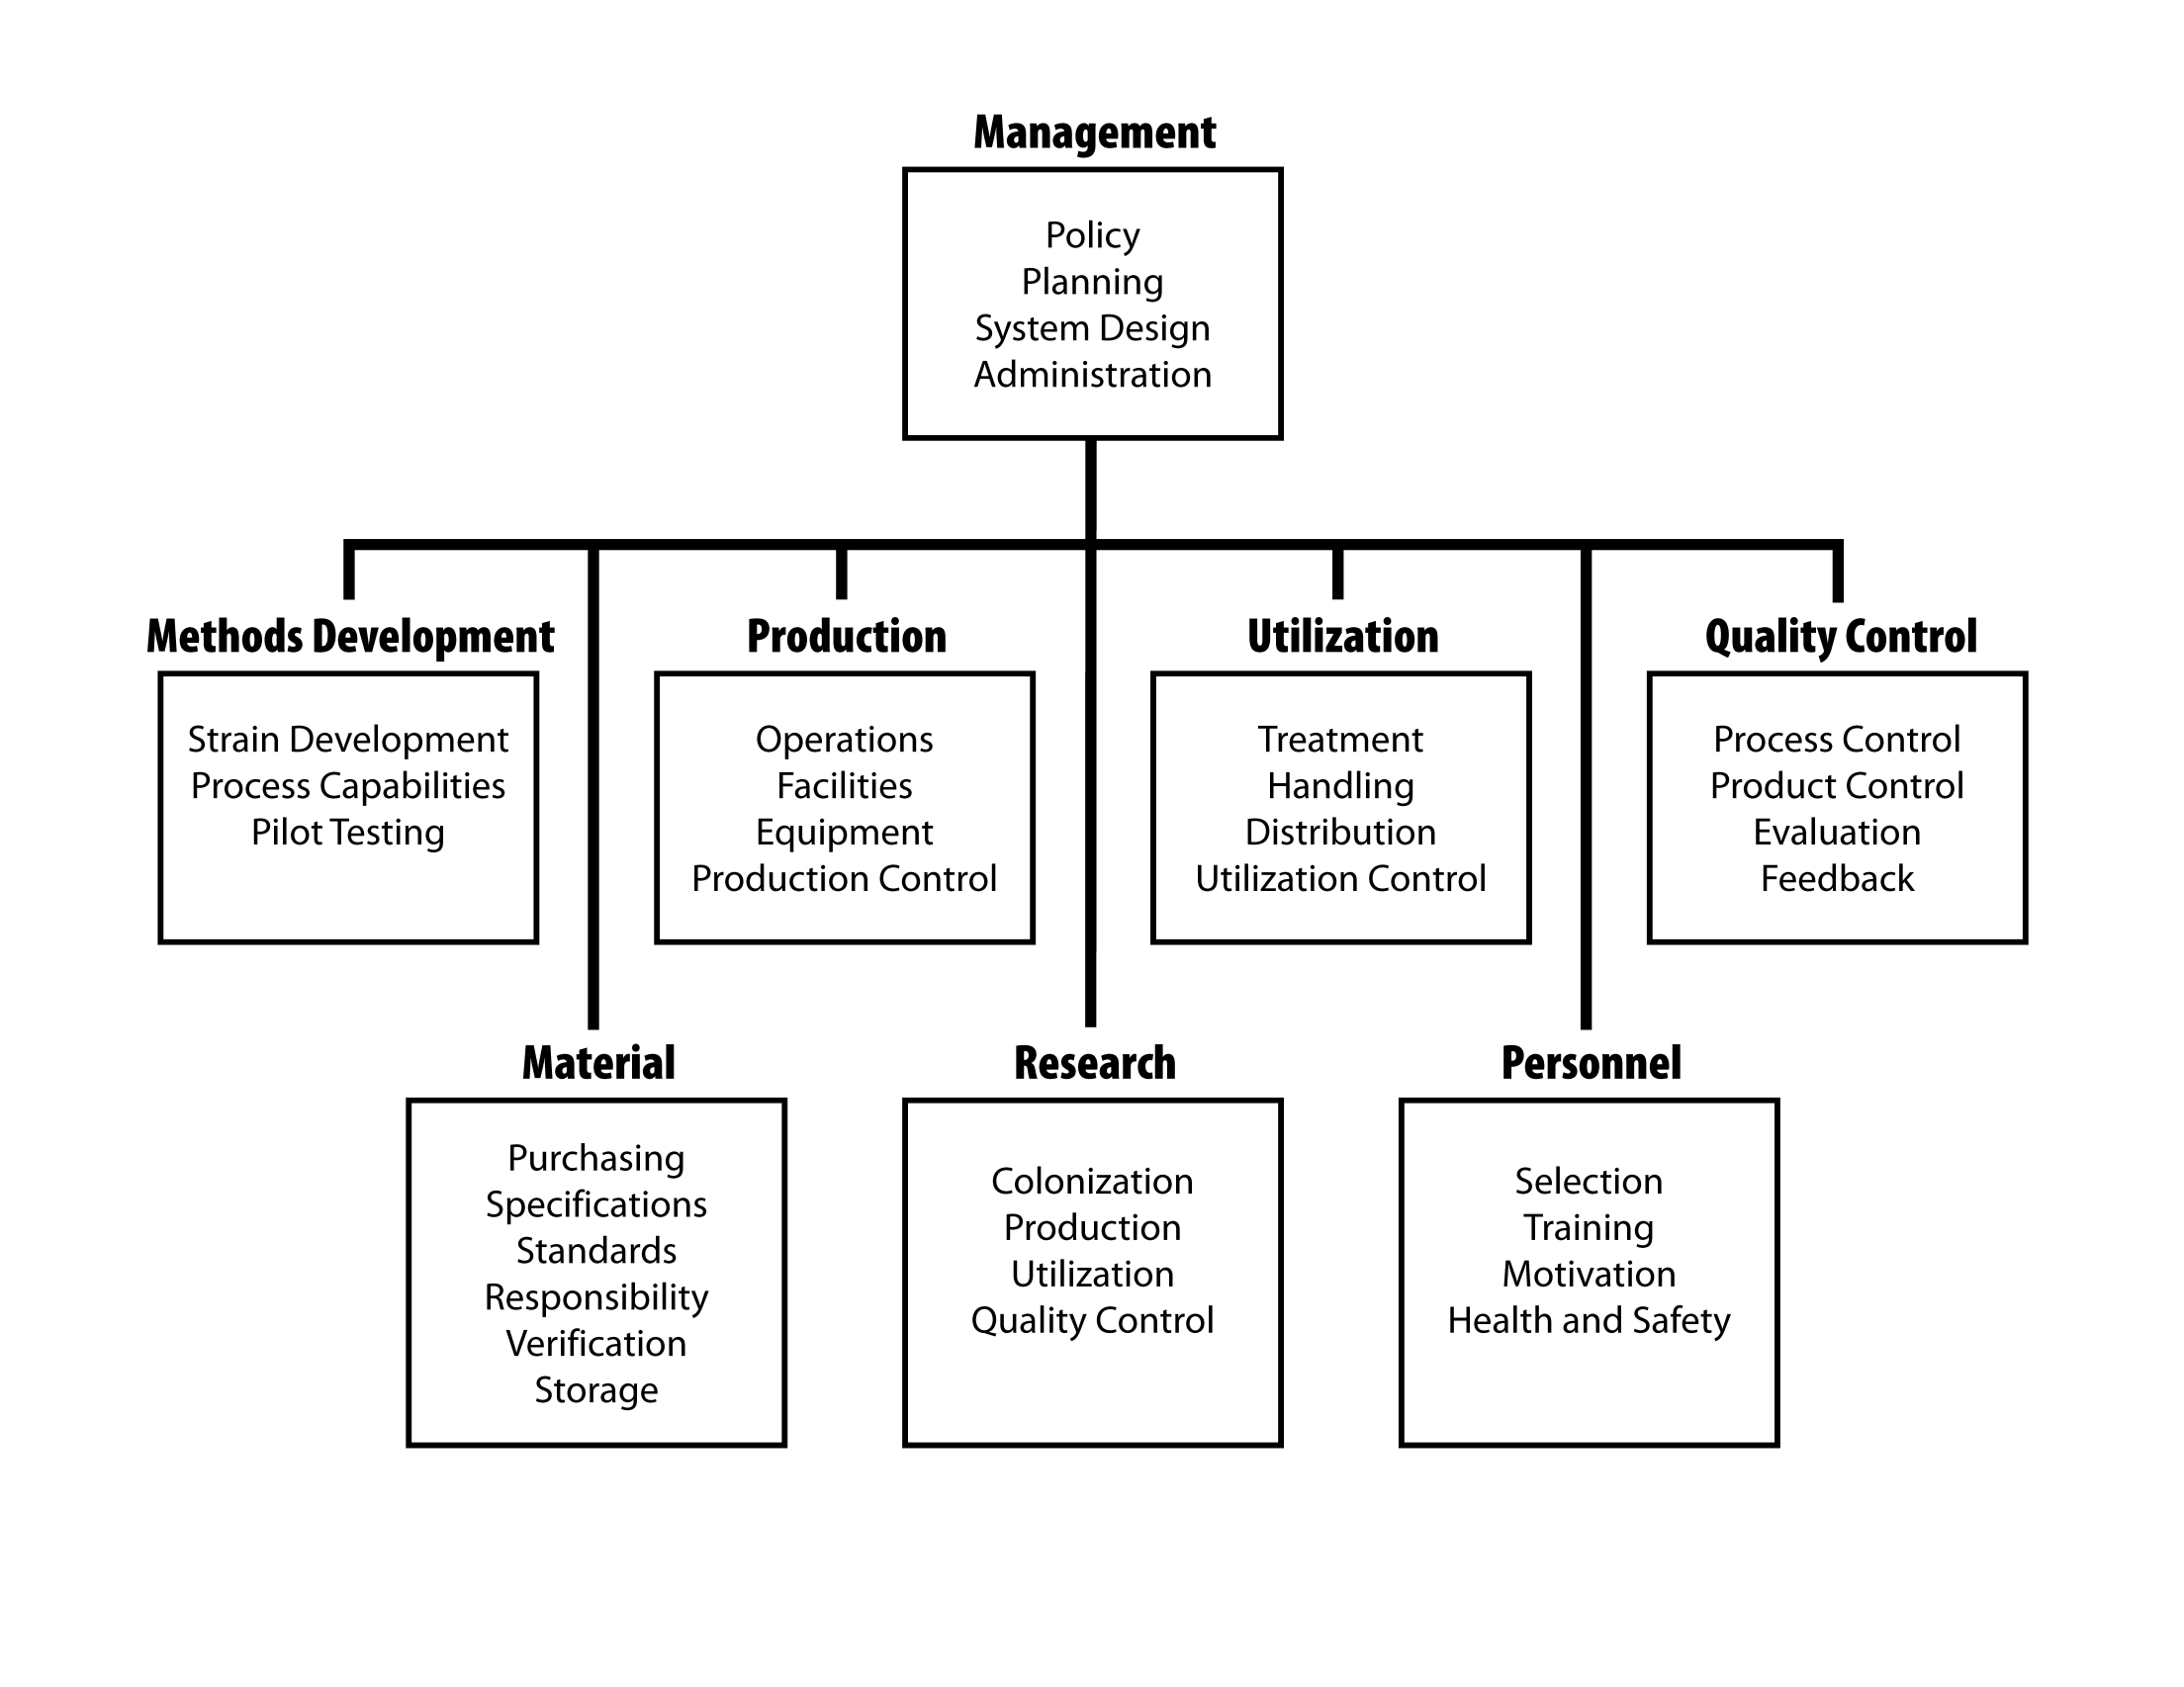 Management
Policy
Planning
System Design
Administration
Methods Development
Strain Development
Process Capabilities
Pilot Testing
Production
Operations
Facilities
Equipment
Production Control
Utilization
Treatment
Handling
Distribution
Utilization Control
Quality Control
Process Control
Product Control
Evaluation
Feedback
Material
Purchasing
Specifications
Standards
Responsibility
Verification
Storage
Research
Colonization
Production
Utilization
Quality Control
Personnel
Selection
Training
Motivation
Health and Safety